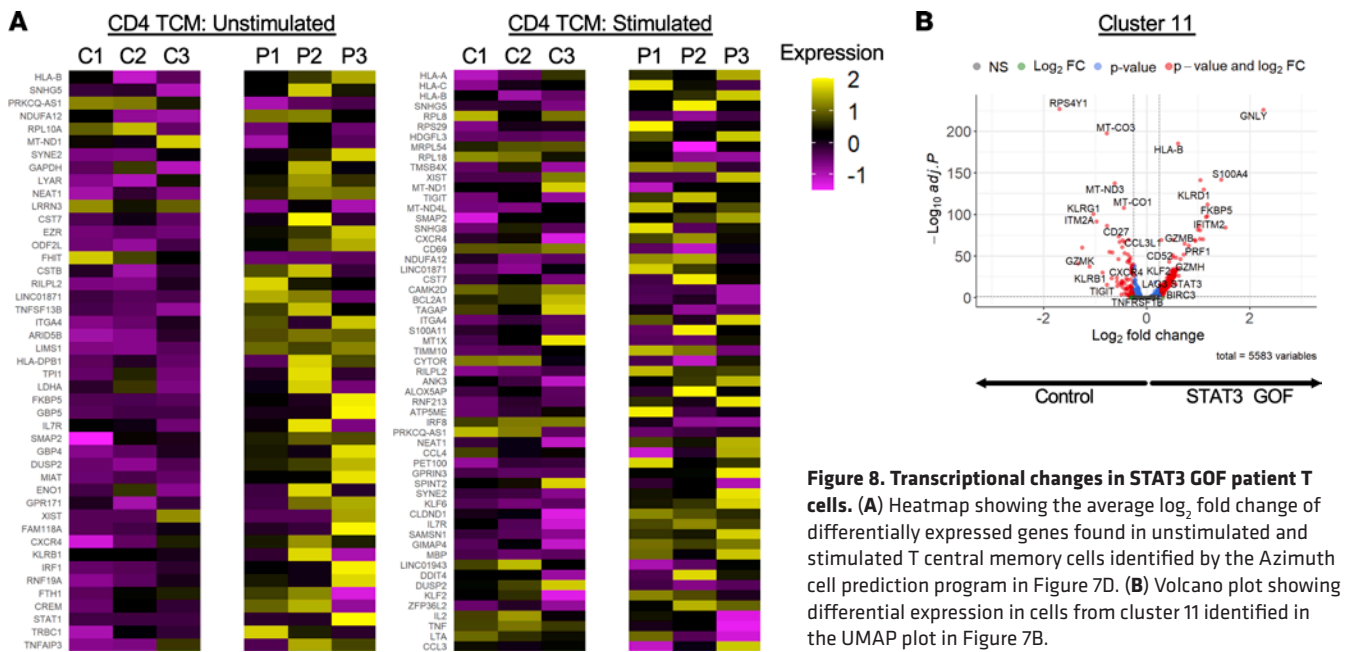 A
CD4 TCM: Unstimulated
C1 C2 C3 P1 P2 P3
HLA-B
SNHG5
PRKCQ-AS1
NDUFA12
RPL10A
MT-ND1
SYNE2
GAPDH
LYAR
NEAT1
LRRN3
CST7
EZR
ODF2L
FHIT
CSTB
RILPL2
LINC01871
TNFSF13B
ITGA4
ARID5B
LIMS1
HLA-DPB1
TPI1
LDHA
FKBP5
GBP5
IL7R
SMAP2
GBP4
DUSP2
MIAT
ENO1
GPR171
XIST
FAM118A
CXCR4
KLRB1
IRF1
RNF19A
FTH1
CREM
STAT1
TRBC1
TNFAIP3
CD4 TCM: Stimulated
C1 C2 C3 P1 P2 P3
HLA-A
HLA-C
HLA-B
SNHG5
RPL8
RPS29
HDGFL3
MRPL54
RPL18
TMSB4X
XIST
MT-ND1
TIGIT
MT-ND4L
SMAP2
SNHG8
CXCR4
CD69
NDUFA12
LINC01871
CST7
CAMK2D
BCL2A1
TAGAP
ITGA4
S100A11
MT1X
TIMM10
CYTOR
RILPL2
ANK3
ALOX5AP
RNF213
ATP5ME
IRF8
PRKCQ-AS1
NEAT1
CCL4
PET100
GPRIN3
SPINT2
SYNE2
KLF6
CLDND1
IL7R
SAMSN1
GIMAP4
MBP
LINC01943
DDIT4
DUSP2
KLF2
ZFP36L2
IL2
TNF
LTA
CCL3
Expression
2
1
0
-1
B
Cluster 11
NS Log2 FC p-value p – value and log2 FC
RPS4Y1
GNLY
MT-CO3
HLA-B
S100A4
MT-ND3
KLRD1
MT-CO1
KLRG1
FKBP5
ITM2A
IFITM2
CD27
CCL3L1
GZMB
CD52
PRF1
GZMK
GZMH
CXCR4
KLF2
KLRB1
LAG3
STAT3
TIGIT
BIRC3
TNFRSF1B
200
150
100
50
0
– Log10 adj.P
-2 0 2
Log2 fold change
total = 5583 variables
Control STAT3 GOF
Figure 8. Transcriptional changes in STAT3 GOF patient T
cells. (A) Heatmap showing the average log2 fold change of
differentially expressed genes found in unstimulated and
stimulated T central memory cells identified by the Azimuth
cell prediction program in Figure 7D. (B) Volcano plot showing
differential expression in cells from cluster 11 identified in
the UMAP plot in Figure 7B.